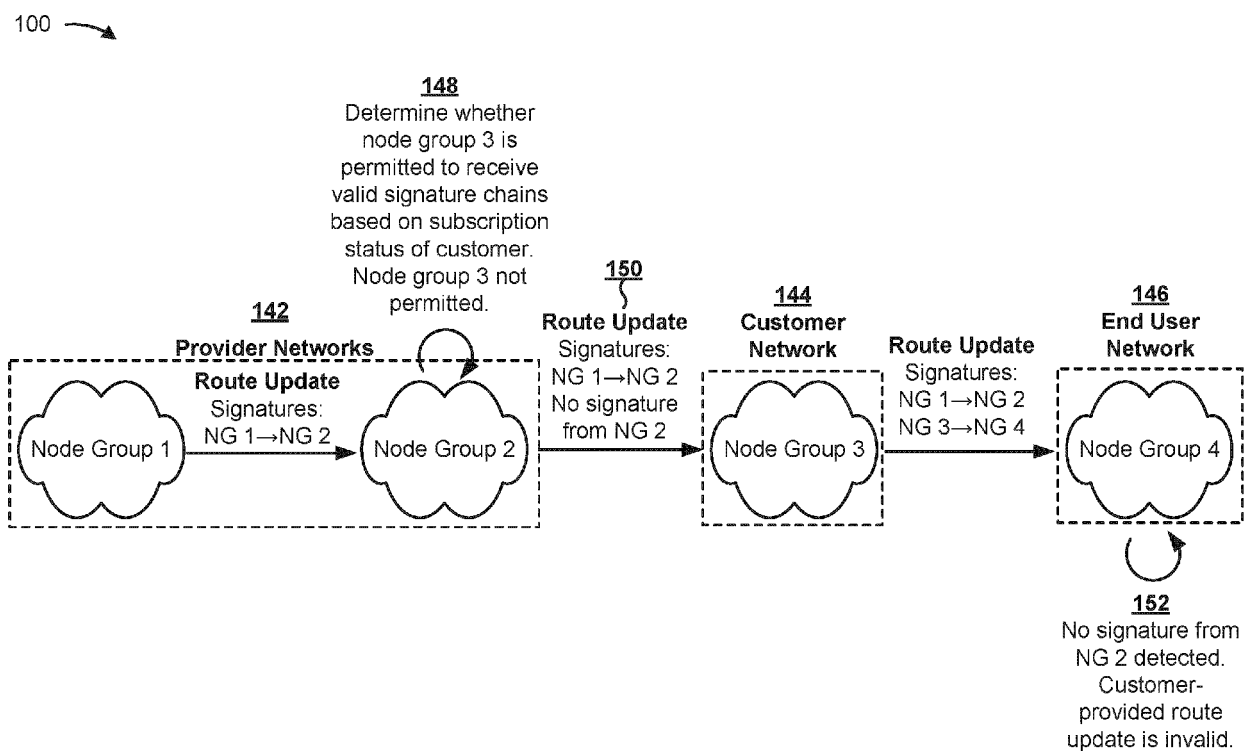 100
148
Determine whether
node group 3 is
permitted to receive
valid signature chains
based on subscription
status of customer.
Node group 3 not
permitted.
142
Provider Networks
Node Group 1
Route Update
Signatures:
NG 1→NG 2
Node Group 2
150
Route Update
Signatures:
NG 1→NG 2
No signature
from NG 2
144
Customer
Network
Node Group 3
Route Update
Signatures:
NG 1→NG 2
NG 3→NG 4
146
End User
Network
Node Group 4
152
No signature from
NG 2 detected.
Customer-
provided route
update is invalid.